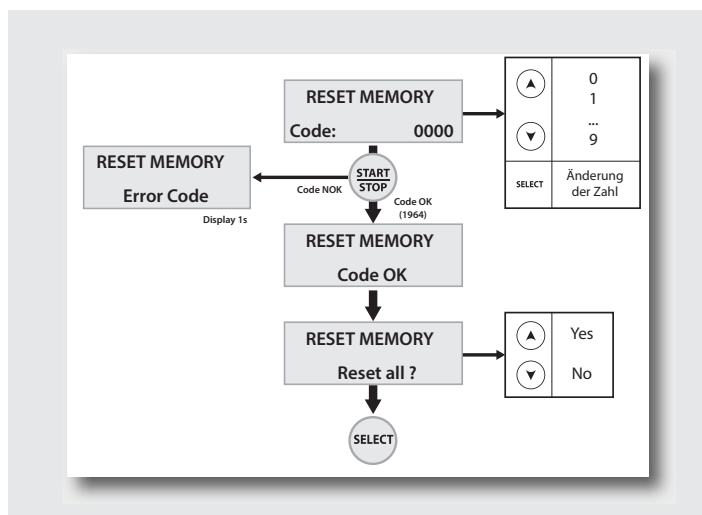 RESET MEMORY
Code: 0000
0
1
...
9
SELECT
Änderung
der Zahl
START
STOP
Code NOK
RESET MEMORY
Error Code
Display 1s
Code OK
(1964)
RESET MEMORY
Code OK
RESET MEMORY
Reset all ?
Yes
No
SELECT